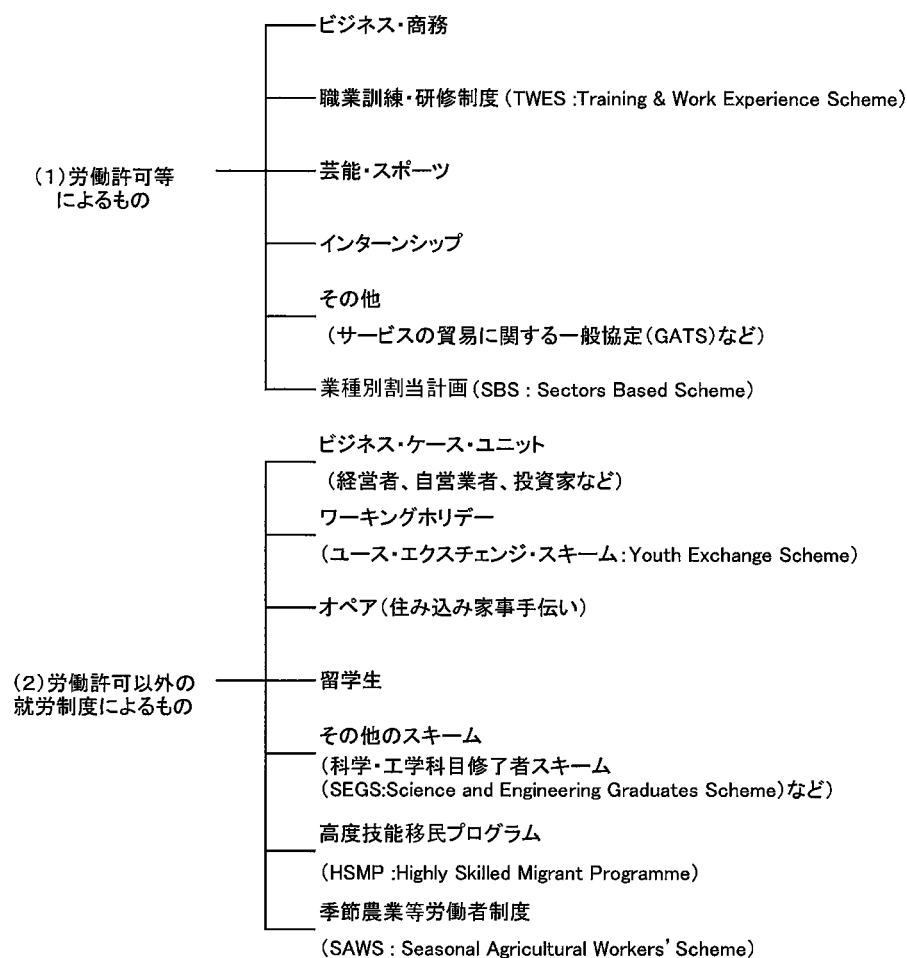 ビジネス・商務
職業訓練・研修制度(TWES :Training & Work Experience Scheme)
(1)労働許可等
によるもの
芸能・スポーツ
インターンシップ
その他
(サービスの貿易に関する一般協定(GATS)など)
業種別割当計画(SBS : Sectors Based Scheme)
ビジネス・ケース・ユニット
(経営者、自営業者、投資家など)
ワーキングホリデー
(ユース・エクスチェンジ・スキーム:Youth Exchange Scheme)
オペア(住み込み家事手伝い)
(2)労働許可以外の
就労制度によるもの
留学生
その他のスキーム
(科学・工学科目修了者スキーム
(SEGS:Science and Engineering Graduates Scheme)など)
高度技能移民プログラム
(HSMP :Highly Skilled Migrant Programme)
季節農業等労働者制度
(SAWS : Seasonal Agricultural Workers' Scheme)